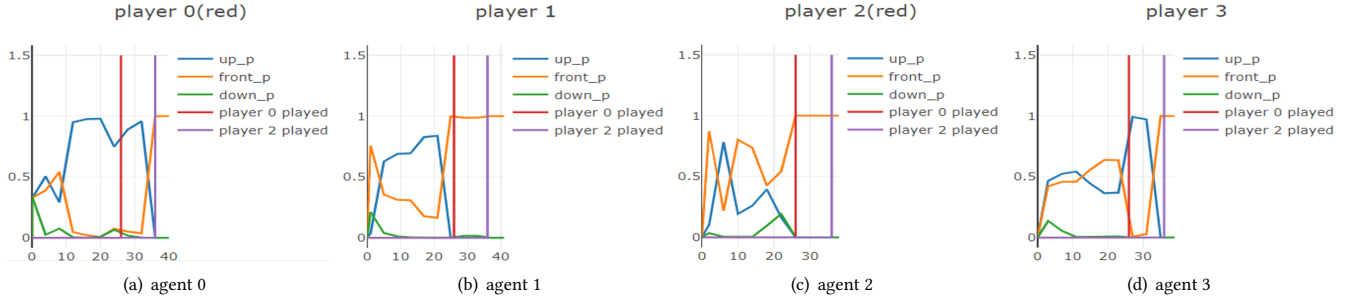 player 0(red)
1.5
1
0.5
0
0
10
20
30
40
up_p
front_p
down_p
player 0 played
player 2 played
(a) agent 0
player 1
1.5
1
0.5
0
0
10
20
30
40
up_p
front_p
down_p
player 0 played
player 2 played
(b) agent 1
player 2(red)
1.5
1
0.5
0
0
10
20
30
up_p
front_p
down_p
player 0 played
player 2 played
(c) agent 2
player 3
1.5
1
0.5
0
0
10
20
30
up_p
front_p
down_p
player 0 played
player 2 played
(d) agent 3